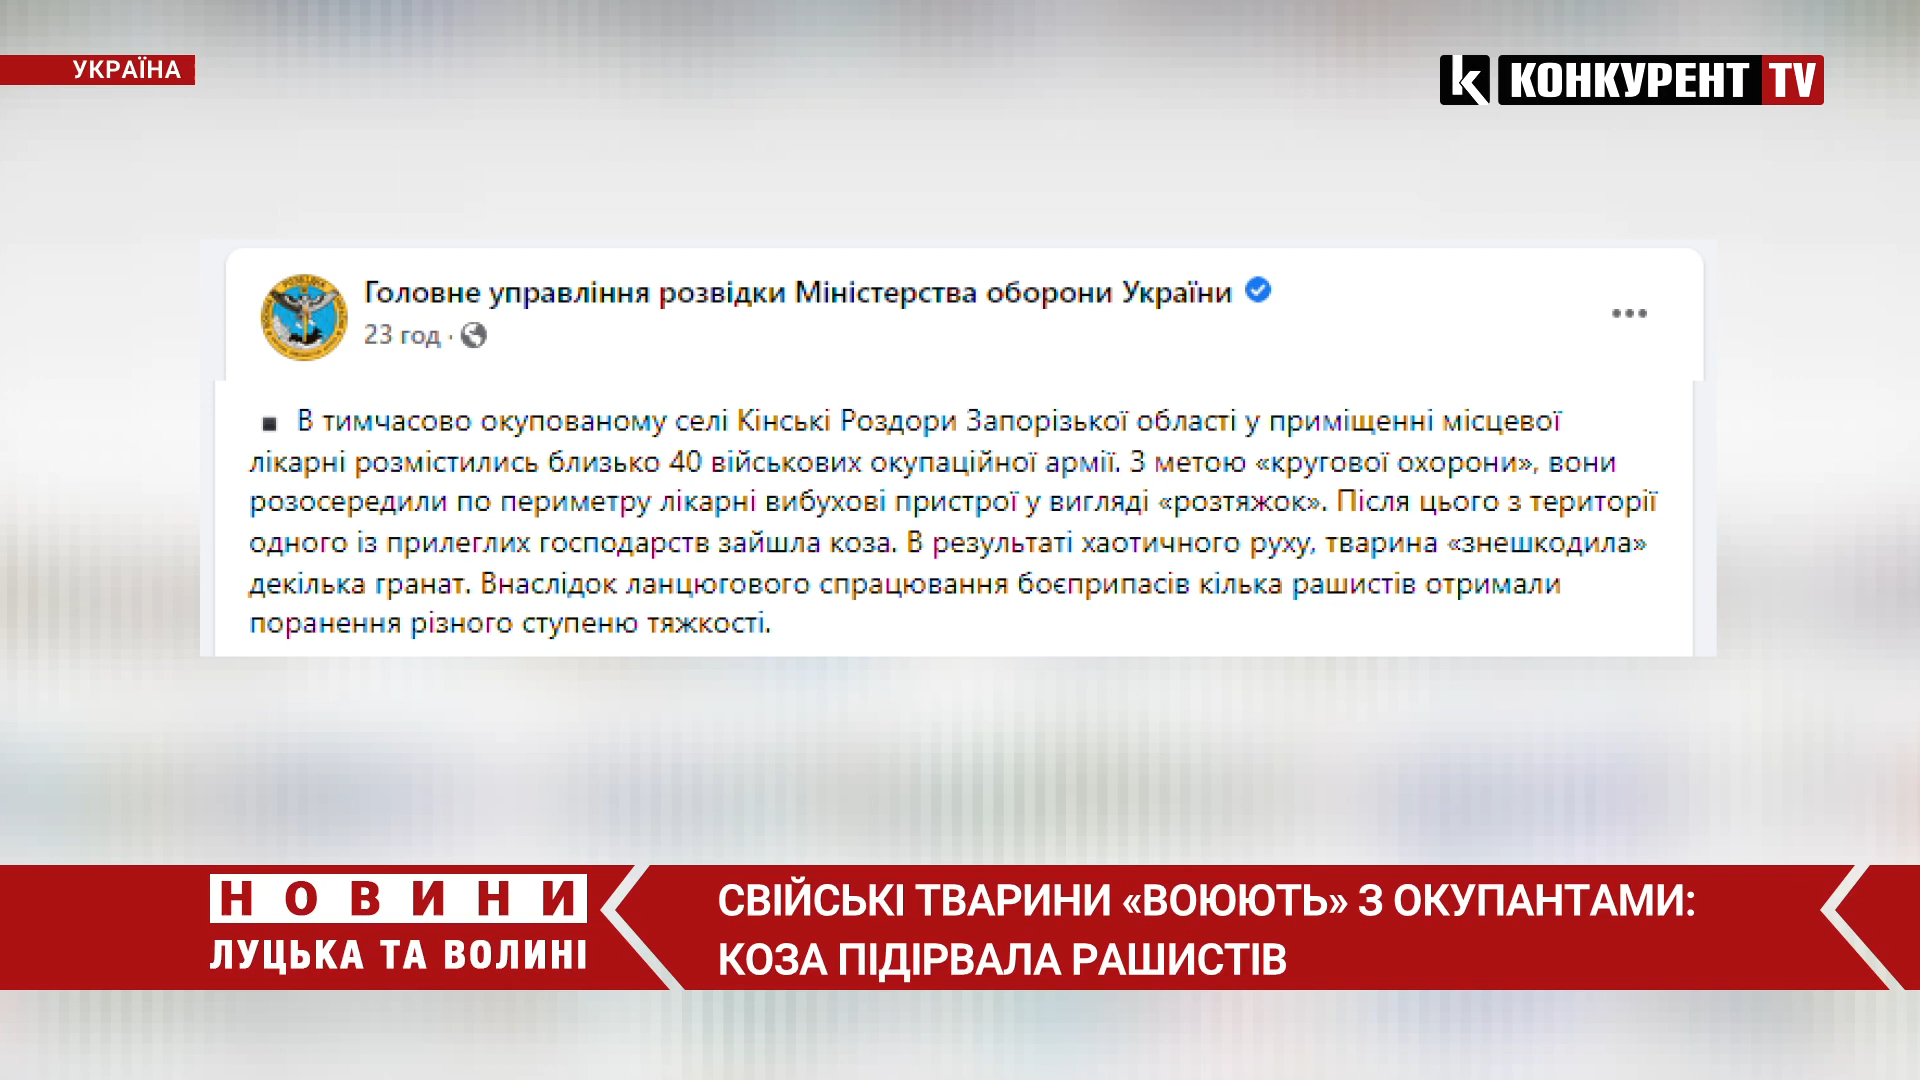 УКРАЇНА
k КОНКУРЕНТ TV
Головне управління розвідки Міністерства оборони України
23 год ·
▪ В тимчасово окупованому селі Кінські Роздори Запорізької області у приміщенні місцевої
лікарні розмістились близько 40 військових окупаційної армії. З метою «кругової охорони», вони
розосередили по периметру лікарні вибухові пристрої у вигляді «розтяжок». Після цього з території
одного із прилеглих господарств зайшла коза. В результаті хаотичного руху, тварина «знешкодила»
декілька гранат. Внаслідок ланцюгового спрацювання боєприпасів кілька рашистів отримали
поранення різного ступеню тяжкості.
НОВИНИ
ЛУЦЬКА ТА ВОЛИНІ
СВІЙСЬКІ ТВАРИНИ «ВОЮЮТЬ» З ОКУПАНТАМИ:
КОЗА ПІДІРВАЛА РАШИСТІВ